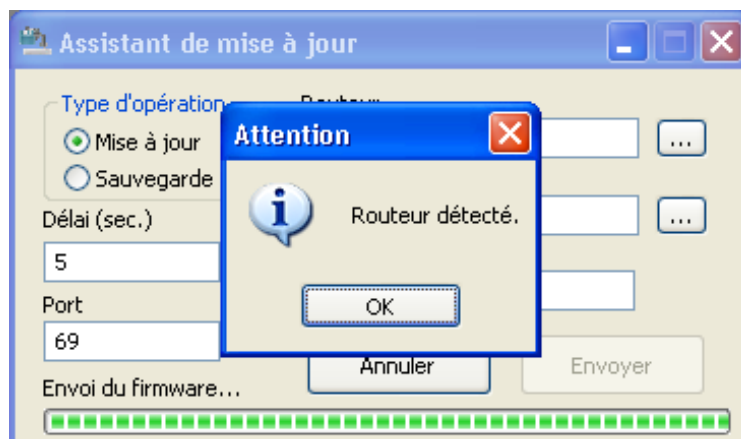 Assistant de mise à jour
Type d'opération
Mise à jour
Sauvegarde
Attention
Routeur détecté.
OK
...
...
Délai (sec.)
5
Port
69
Annuler
Envoyer
Envoi du firmware...